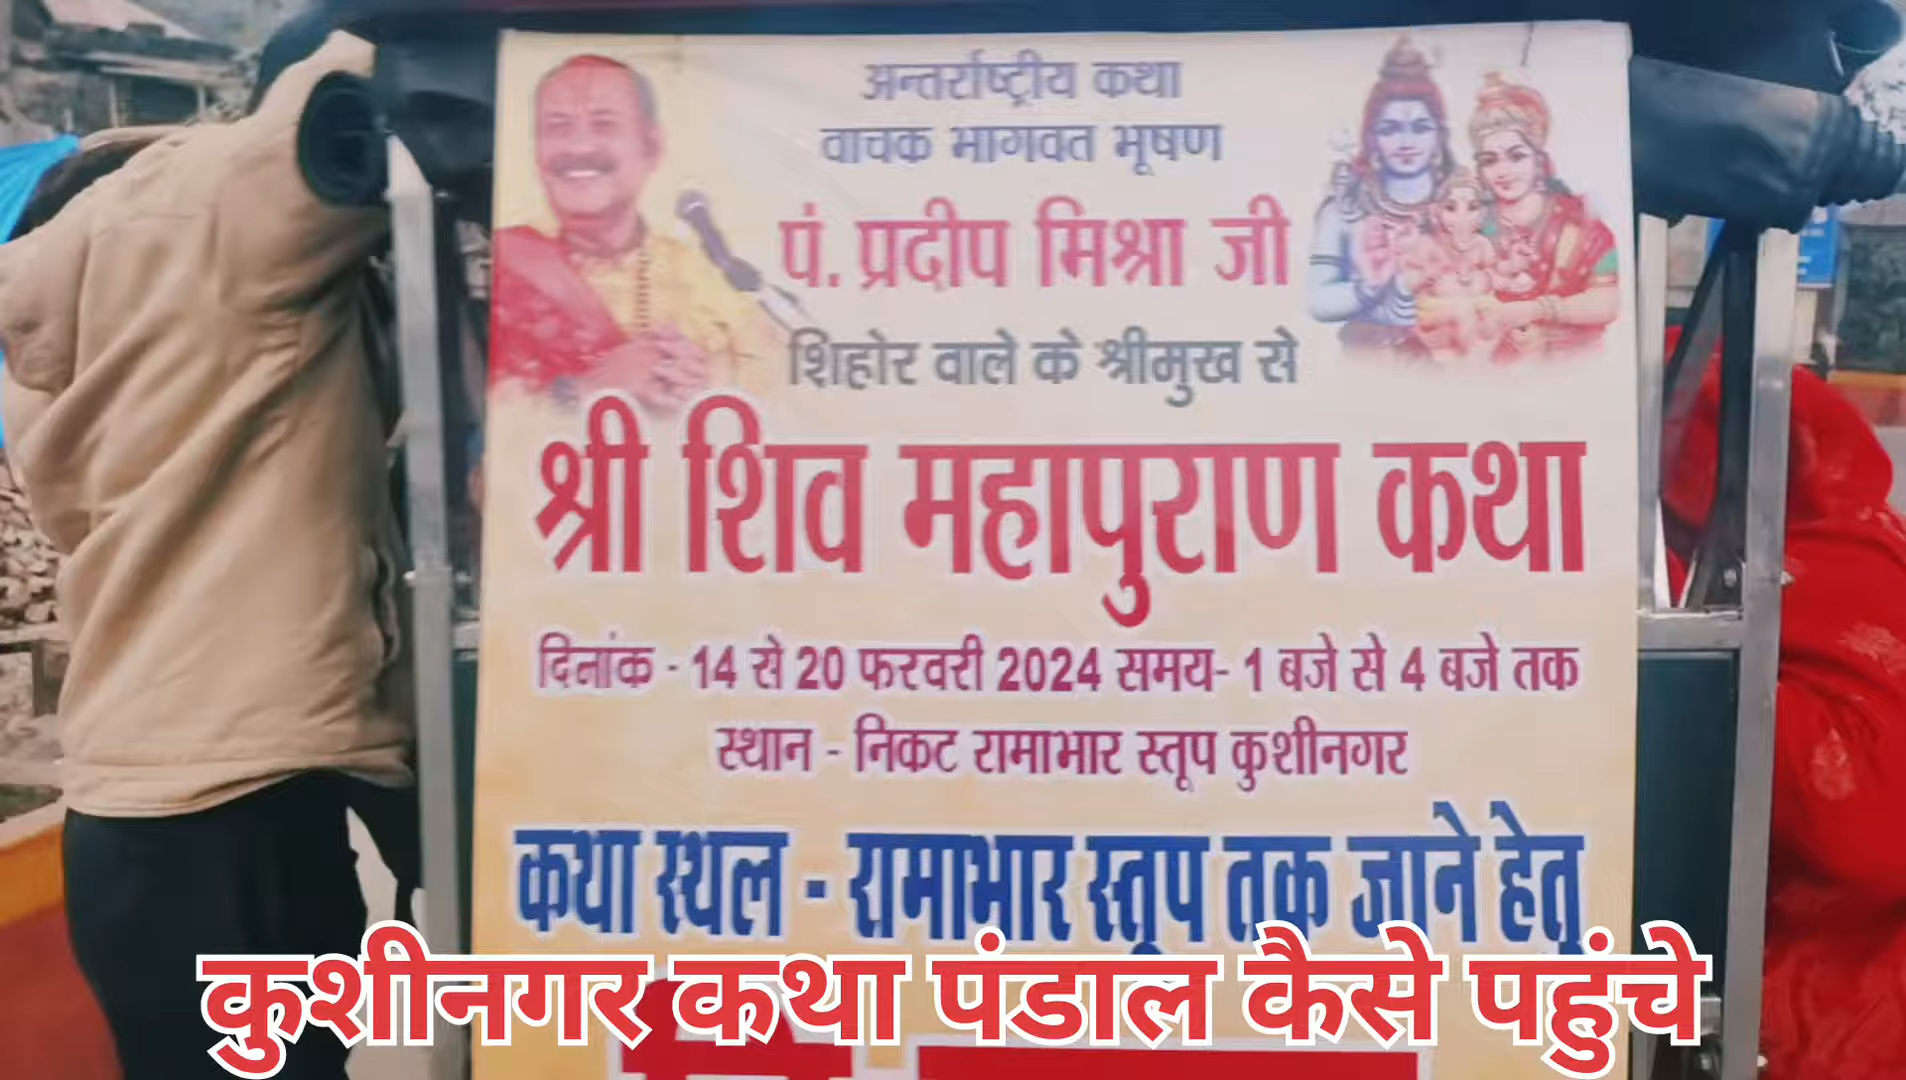 अन्तर्राष्ट्रीय कथा
वाचक भागवत भूषण
पं. प्रदीप मिश्रा जी
शिहोर वाले के श्रीमुख से
श्री शिव महापुराण कथा
दिनांक - 14 से 20 फरवरी 2024 समय- 1 बजे से 4 बजे तक
स्थान - निकट रामाभार स्तूप कुशीनगर
कथा स्थल - रामाभार स्तूप तक जाने हेतु
कुशीनगर कथा पंडाल कैसे पहुंचे